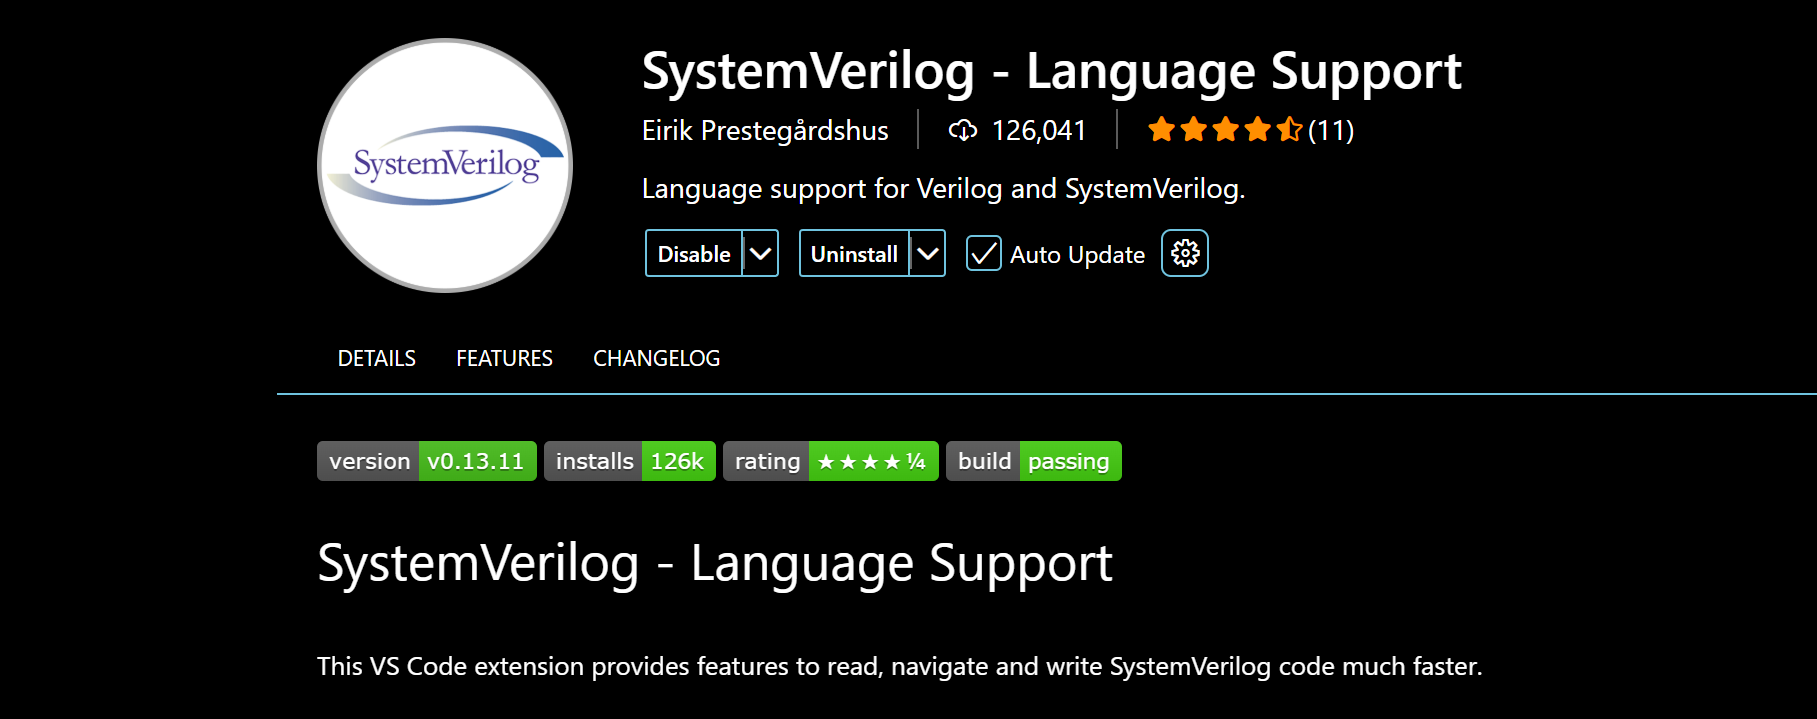 SystemVerilog
SystemVerilog - Language Support
Eirik Prestegårdshus 126,041 (11)
Language support for Verilog and SystemVerilog.
Disable Uninstall Auto Update
DETAILS FEATURES CHANGELOG
version v0.13.11 installs 126k rating ★★★★¼ build passing
SystemVerilog - Language Support
This VS Code extension provides features to read, navigate and write SystemVerilog code much faster.